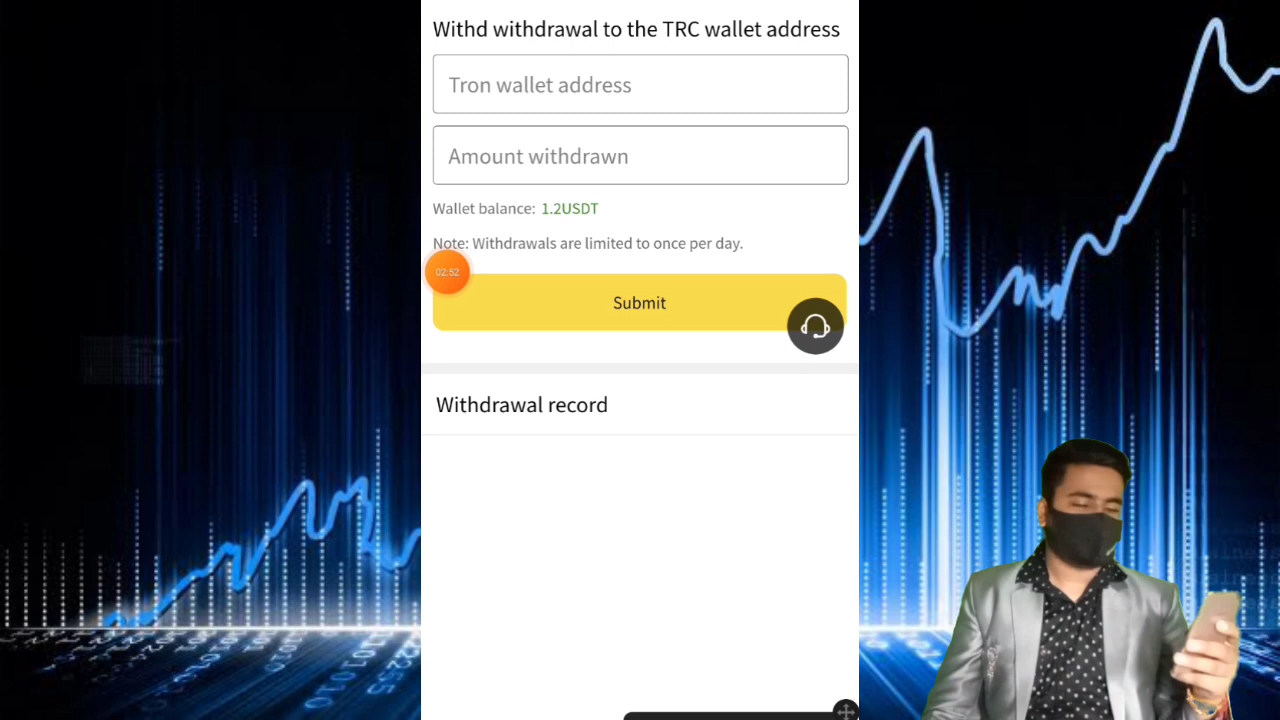 Withd withdrawal to the TRC wallet address
Tron wallet address
Amount withdrawn
Wallet balance: 1.2USDT
Note: Withdrawals are limited to once per day.
02:52
Submit
Withdrawal record